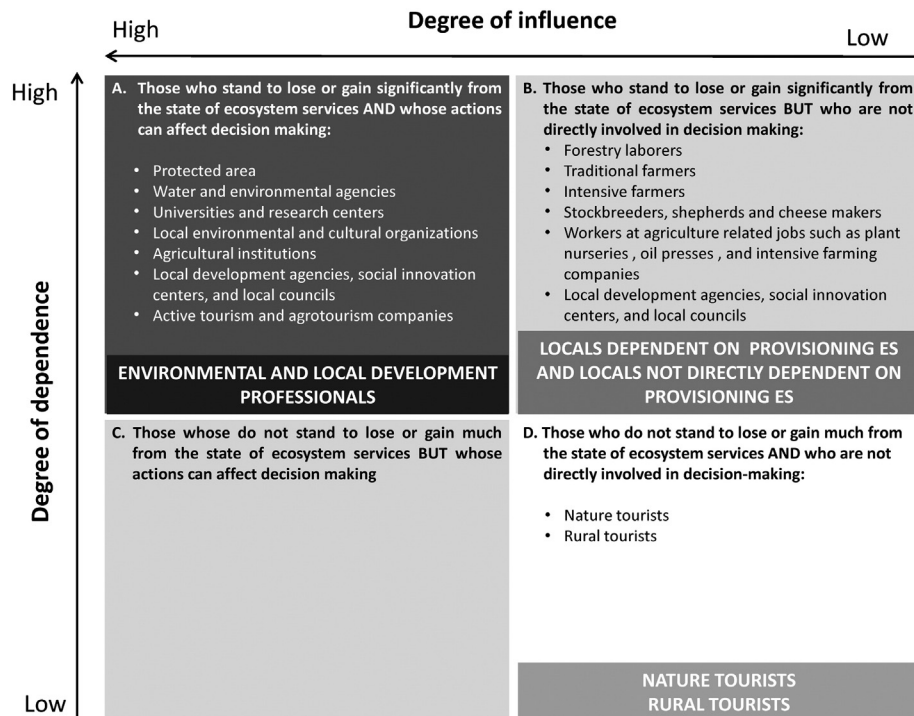 Degree of influence
High
Low
High
Degree of dependence
Low
A. Those who stand to lose or gain significantly from
the state of ecosystem services AND whose actions
can affect decision making:
• Protected area
• Water and environmental agencies
• Universities and research centers
• Local environmental and cultural organizations
• Agricultural institutions
• Local development agencies, social innovation
centers, and local councils
• Active tourism and agrotourism companies
ENVIRONMENTAL AND LOCAL DEVELOPMENT
PROFESSIONALS
B. Those who stand to lose or gain significantly from
the state of ecosystem services BUT who are not
directly involved in decision making:
• Forestry laborers
• Traditional farmers
• Intensive farmers
• Stockbreeders, shepherds and cheese makers
• Workers at agriculture related jobs such as plant
nurseries , oil presses , and intensive farming
companies
• Local development agencies, social innovation
centers, and local councils
LOCALS DEPENDENT ON PROVISIONING ES
AND LOCALS NOT DIRECTLY DEPENDENT ON
PROVISIONING ES
C. Those whose do not stand to lose or gain much
from the state of ecosystem services BUT whose
actions can affect decision making
D. Those who do not stand to lose or gain much from
the state of ecosystem services AND who are not
directly involved in decision-making:
• Nature tourists
• Rural tourists
NATURE TOURISTS
RURAL TOURISTS